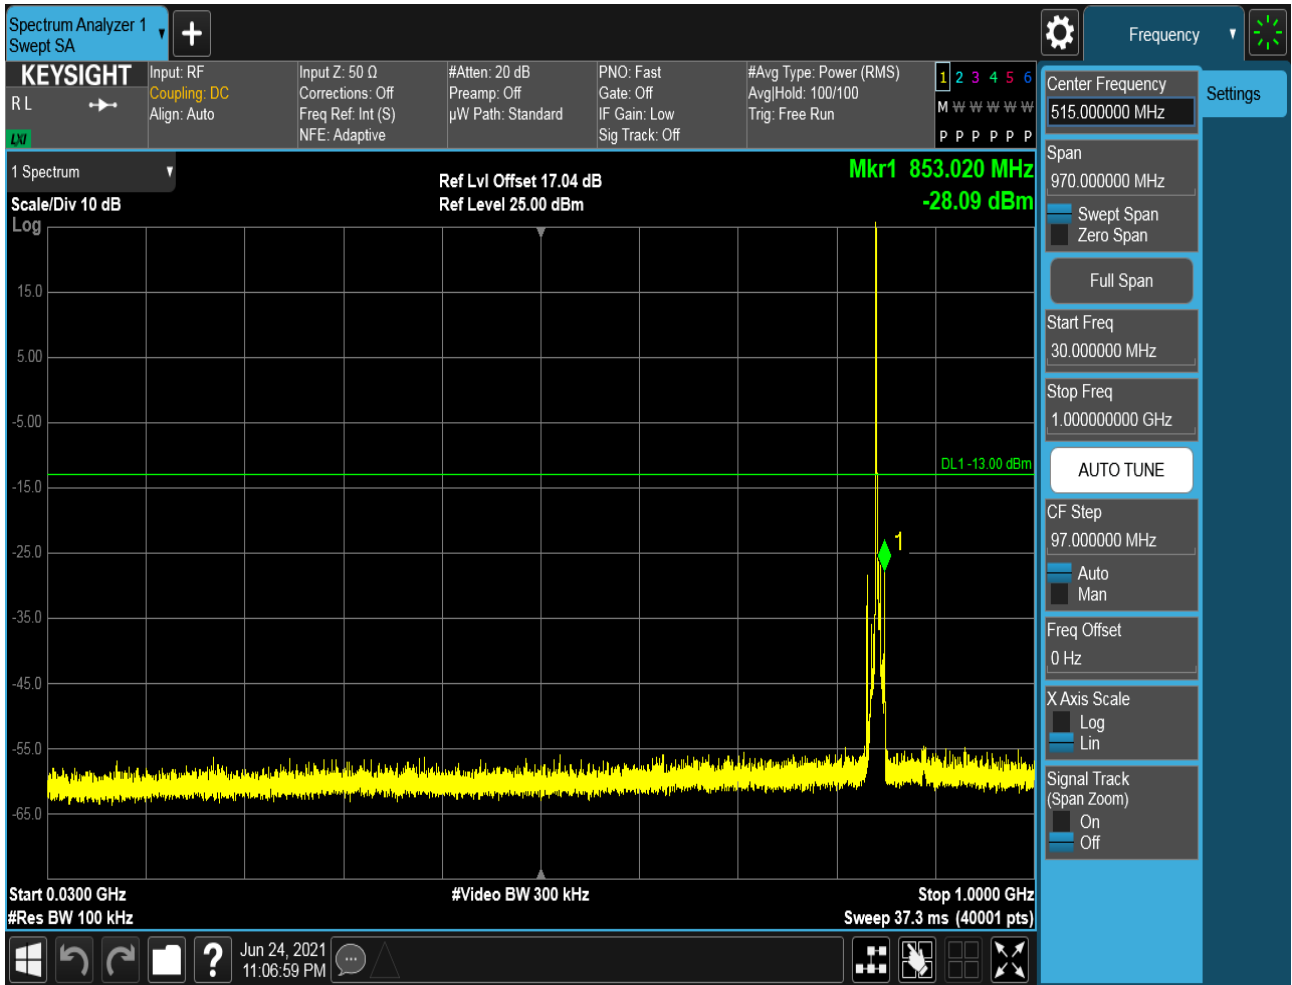 Spectrum Analyzer 1
Swept SA
+
Frequency
KEYSIGHT
R L
LXI
Input: RF
Coupling: DC
Align: Auto
Input Z: 50 Ω
Corrections: Off
Freq Ref: Int (S)
NFE: Adaptive
#Atten: 20 dB
Preamp: Off
µW Path: Standard
PNO: Fast
Gate: Off
IF Gain: Low
Sig Track: Off
#Avg Type: Power (RMS)
Avg|Hold: 100/100
Trig: Free Run
1 2 3 4 5 6
M W W W W W
P P P P P P
1 Spectrum
Scale/Div 10 dB
Log
Ref Lvl Offset 17.04 dB
Ref Level 25.00 dBm
Mkr1 853.020 MHz
-28.09 dBm
15.0
5.00
-5.00
-15.0
-25.0
-35.0
-45.0
-55.0
-65.0
DL1 -13.00 dBm
1
Start 0.0300 GHz
#Res BW 100 kHz
#Video BW 300 kHz
Stop 1.0000 GHz
Sweep 37.3 ms (40001 pts)
Center Frequency
515.000000 MHz
Span
970.000000 MHz
Swept Span
Zero Span
Full Span
Start Freq
30.000000 MHz
Stop Freq
1.000000000 GHz
AUTO TUNE
CF Step
97.000000 MHz
Auto
Man
Freq Offset
0 Hz
X Axis Scale
Log
Lin
Signal Track
(Span Zoom)
On
Off
Settings
?
Jun 24, 2021
11:06:59 PM